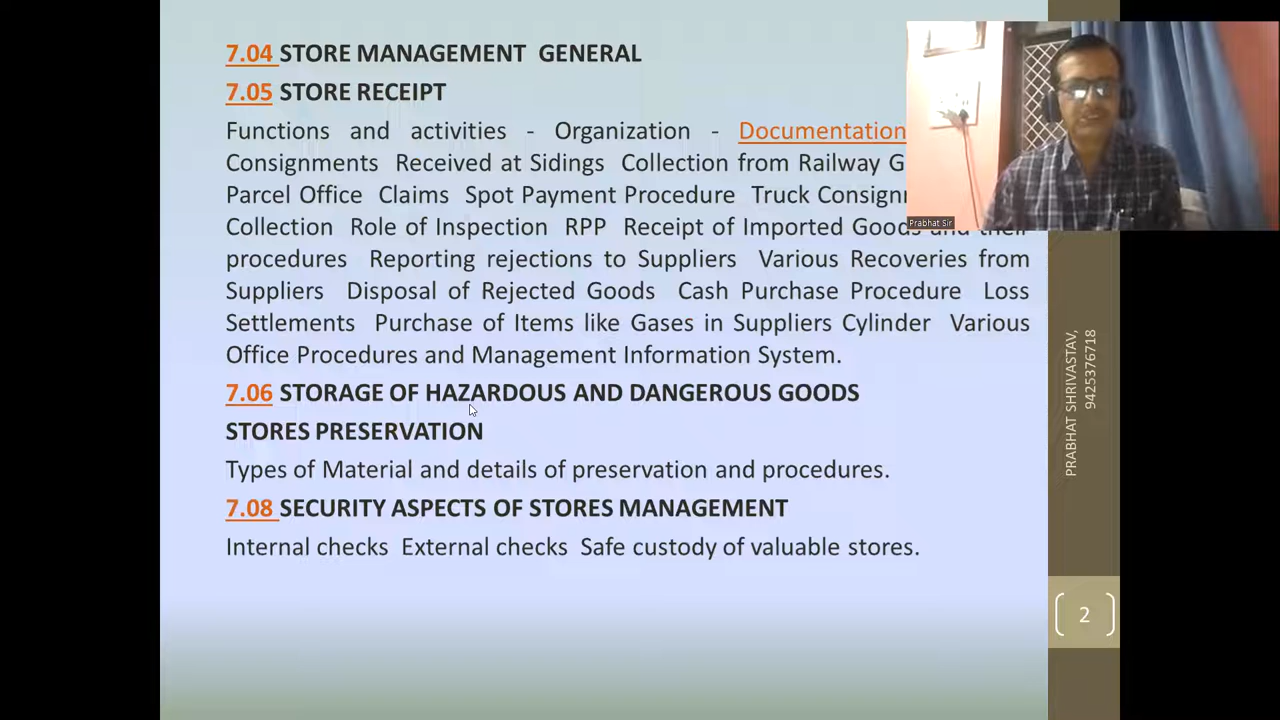 7.04 STORE MANAGEMENT GENERAL
7.05 STORE RECEIPT
Functions and activities - Organization - Documentation
Consignments Received at Sidings Collection from Railway G
Parcel Office Claims Spot Payment Procedure Truck Consign
Collection Role of Inspection RPP Receipt of Imported Goods and their
procedures Reporting rejections to Suppliers Various Recoveries from
Suppliers Disposal of Rejected Goods Cash Purchase Procedure Loss
Settlements Purchase of Items like Gases in Suppliers Cylinder Various
Office Procedures and Management Information System.
7.06 STORAGE OF HAZARDOUS AND DANGEROUS GOODS
STORES PRESERVATION
Types of Material and details of preservation and procedures.
7.08 SECURITY ASPECTS OF STORES MANAGEMENT
Internal checks External checks Safe custody of valuable stores.
Prabhat Sir
PRABHAT SHRIVASTAV,
9425376718
2